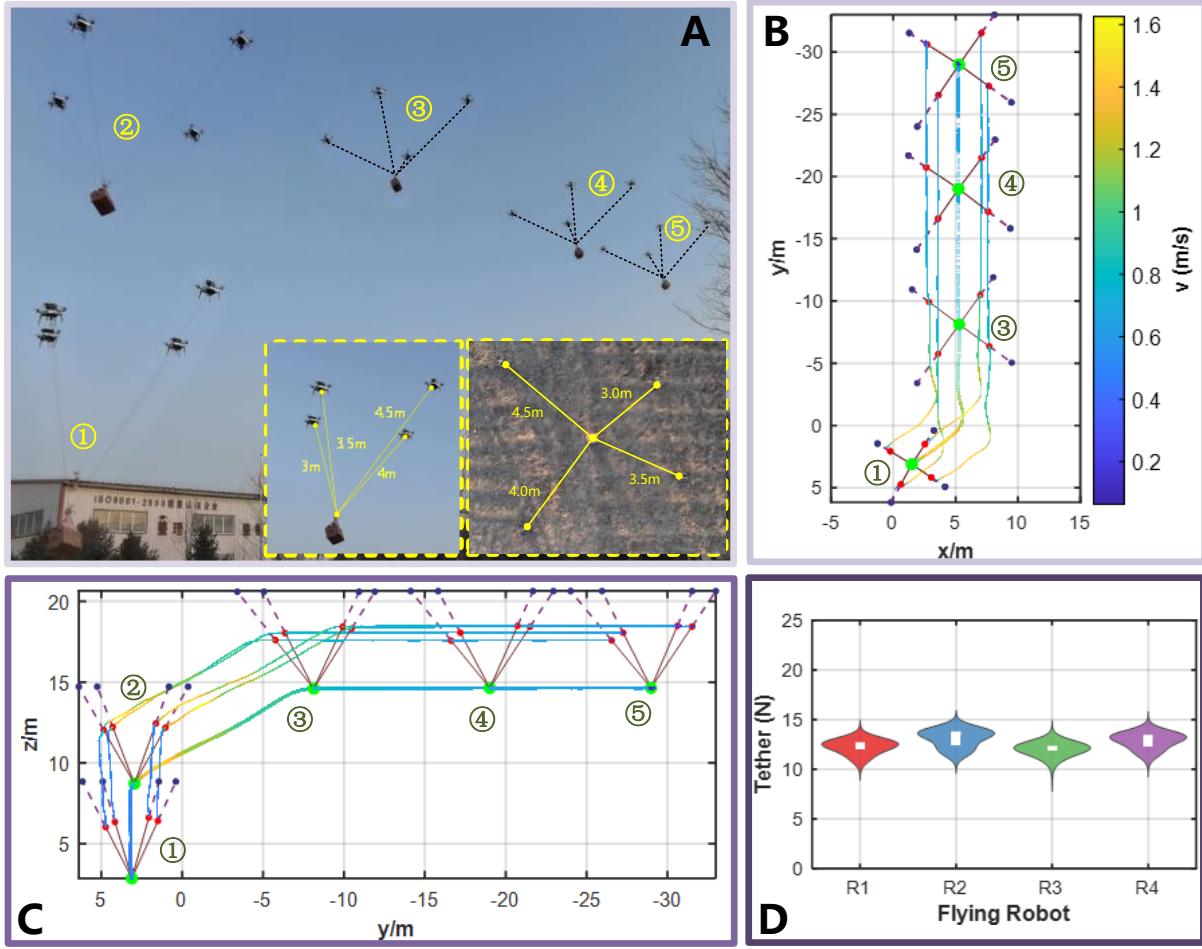 A
②
③
④
⑤
①
4.5m
3.5m
3m
4m
4.5m
3.0m
3.5m
4.0m
ISO9001-2000
B
-30
-25
-20
-15
-10
-5
0
5
y/m
-5
0
5
10
15
x/m
⑤
④
③
①
1.6
1.4
1.2
1
0.8
0.6
0.4
0.2
v (m/s)
C
20
15
10
5
z/m
5
0
-5
-10
-15
-20
-25
-30
y/m
②
③
④
⑤
①
D
25
20
15
10
5
0
Tether (N)
R1
R2
R3
R4
Flying Robot